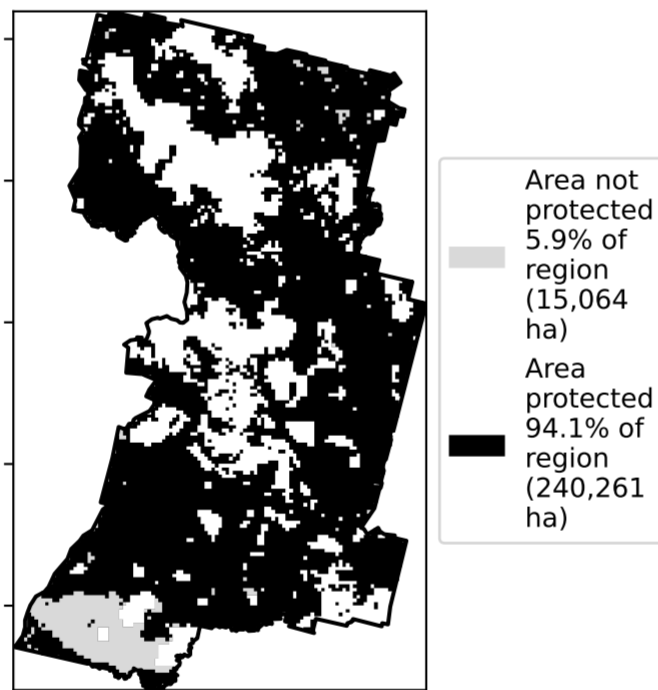 Area not
protected
5.9% of
region
(15,064
ha)
Area
protected
94.1% of
region
(240,261
ha)